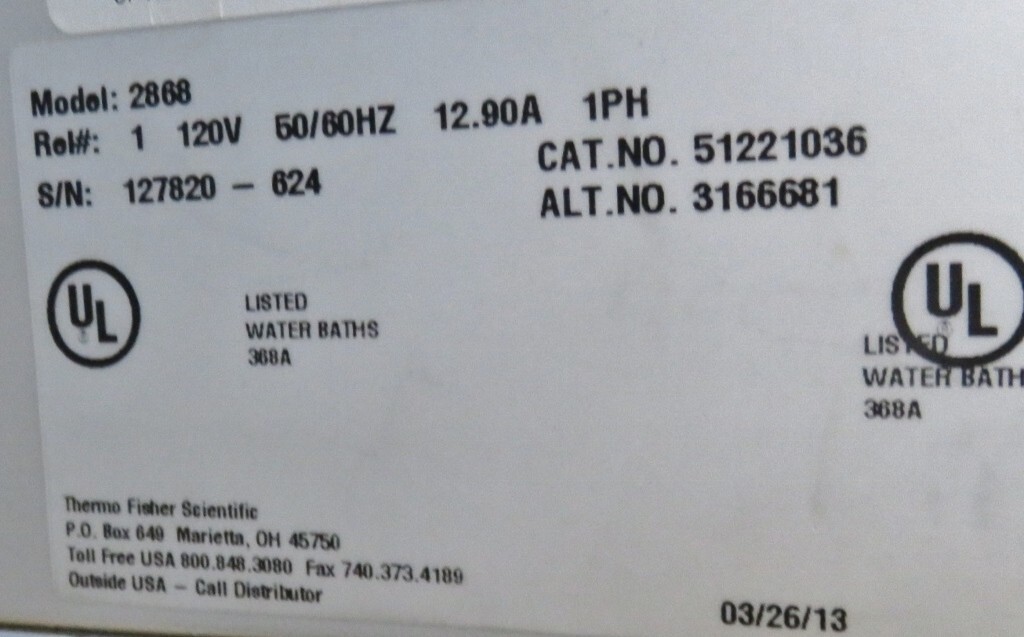 Model: 2868
Rel#: 1 120V 50/60HZ 12.90A 1PH
CAT.NO. 51221036
S/N: 127820 - 624
ALT.NO. 3166681
UL
®
LISTED
WATER BATHS
368A
UL
®
LISTED
WATER BATH
368A
Thermo Fisher Scientific
P.O. Box 649 Marietta, OH 45750
Toll Free USA 800.848.3080 Fax 740.373.4189
Outside USA - Call Distributor
03/26/13